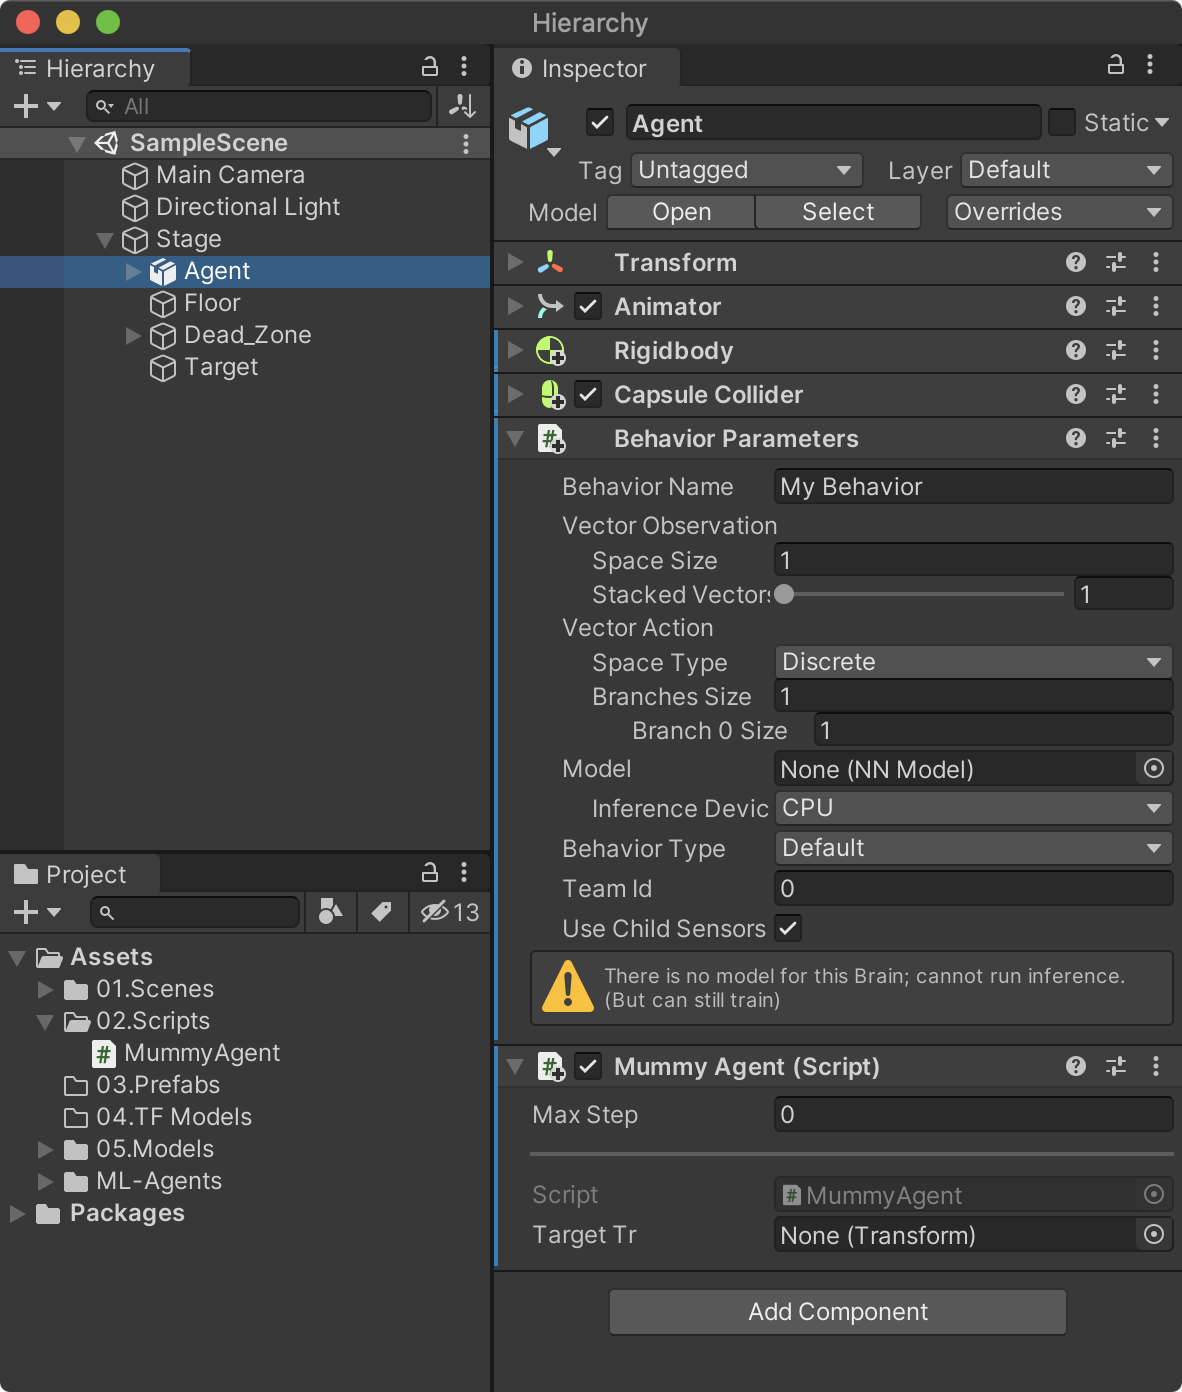 Hierarchy
Hierarchy
All
SampleScene
Main Camera
Directional Light
Stage
Agent
Floor
Dead_Zone
Target
Project
13
Assets
01.Scenes
02.Scripts
MummyAgent
03.Prefabs
04.TF Models
05.Models
ML-Agents
Packages
Inspector
Agent
Static
Tag Untagged Layer Default
Model Open Select Overrides
Transform
Animator
Rigidbody
Capsule Collider
Behavior Parameters
Behavior Name My Behavior
Vector Observation
Space Size 1
Stacked Vectors 1
Vector Action
Space Type Discrete
Branches Size 1
Branch 0 Size 1
Model None (NN Model)
Inference Devic CPU
Behavior Type Default
Team Id 0
Use Child Sensors
There is no model for this Brain; cannot run inference.
(But can still train)
Mummy Agent (Script)
Max Step 0
Script MummyAgent
Target Tr None (Transform)
Add Component